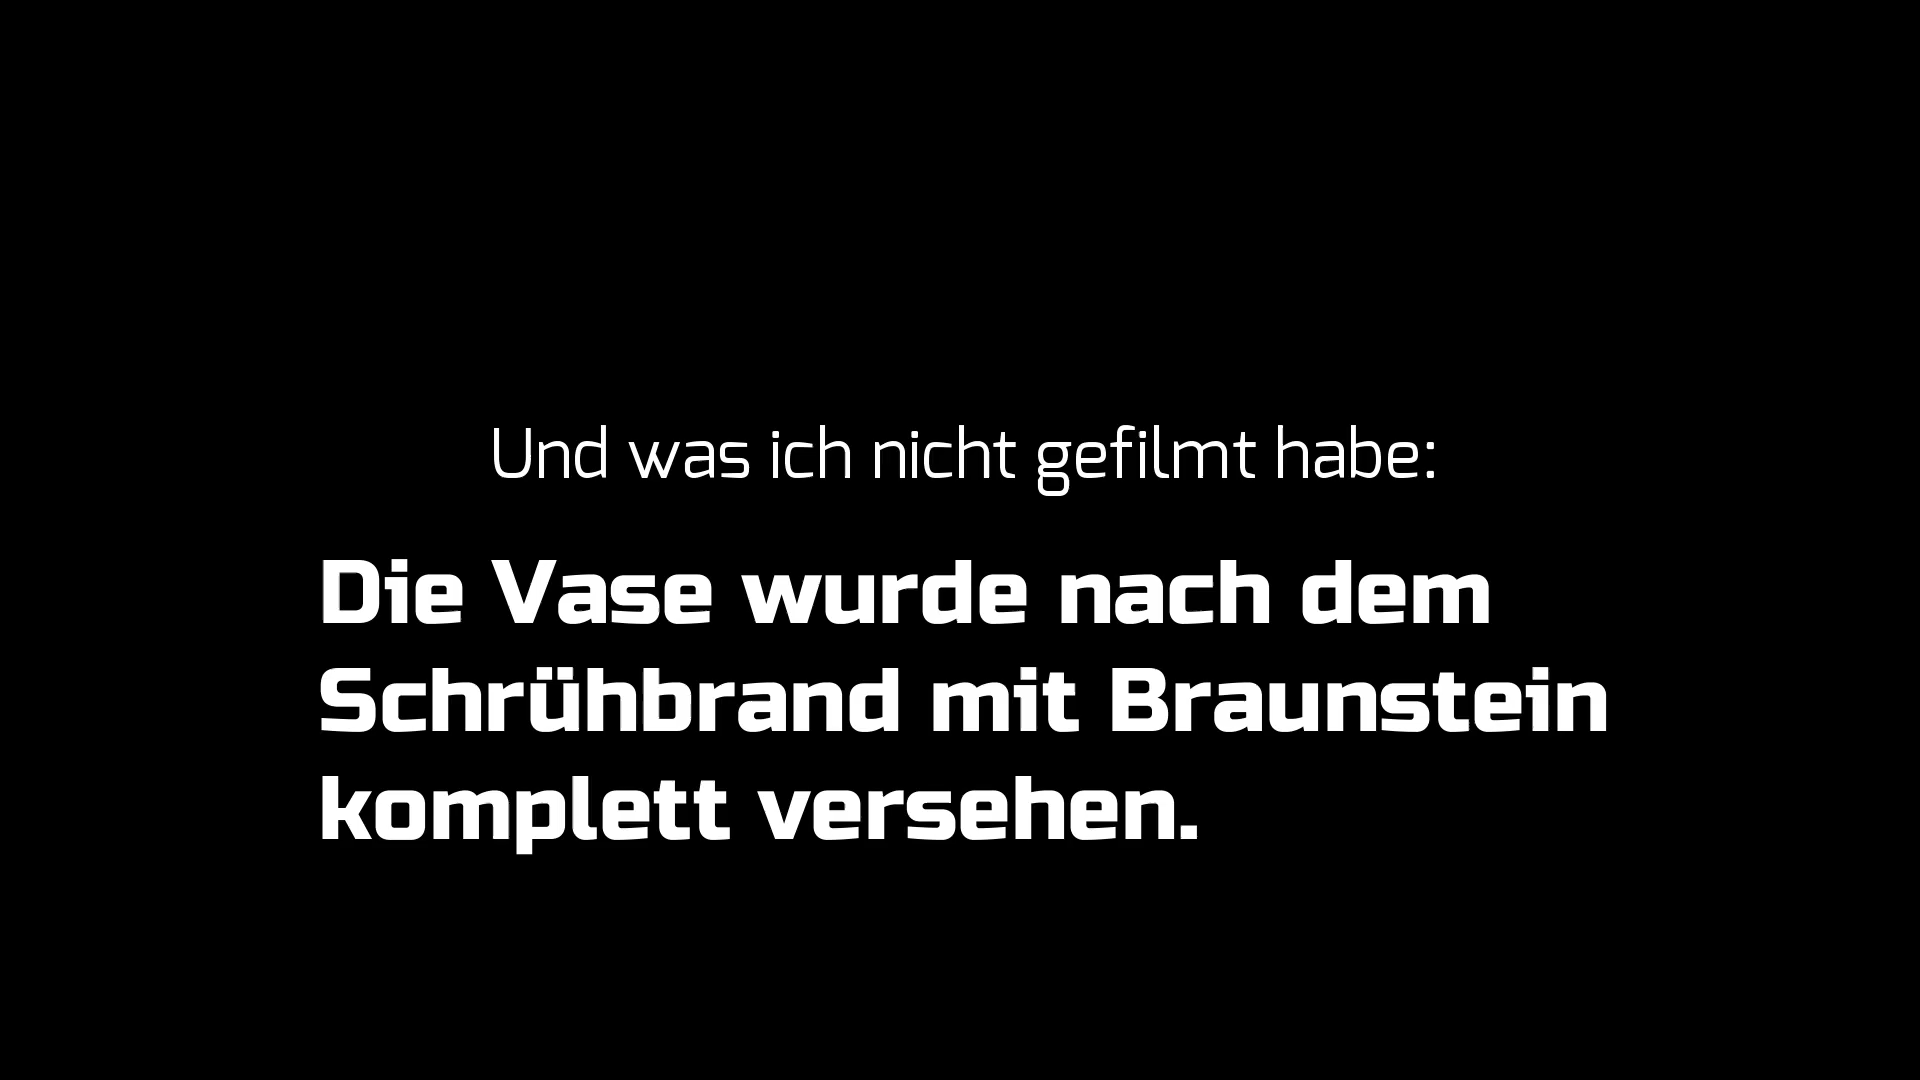 Und was ich nicht gefilmt habe:
Die Vase wurde nach dem
Schrühbrand mit Braunstein
komplett versehen.